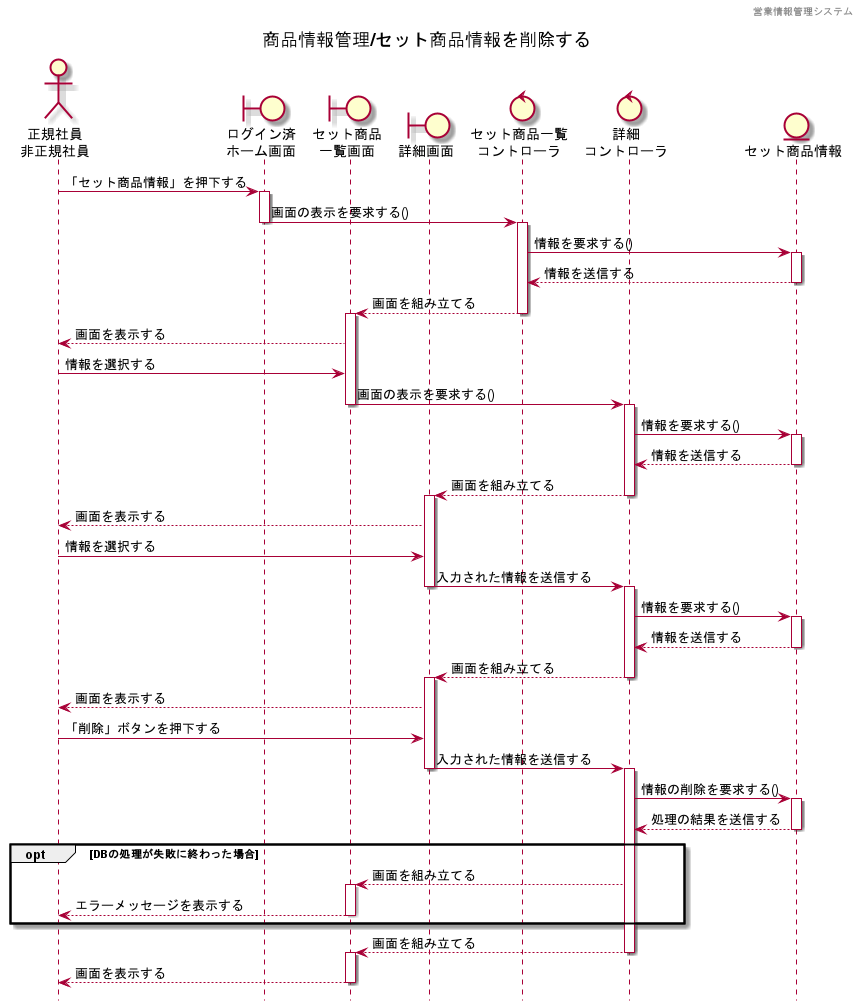 営業情報管理システム
商品情報管理/セット商品情報を削除する
正規社員
非正規社員
ログイン済
ホーム画面
セット商品
一覧画面
詳細画面
セット商品一覧
コントローラ
詳細
コントローラ
セット商品情報
「セット商品情報」を押下する
画面の表示を要求する()
情報を要求する()
情報を送信する
画面を組み立てる
画面を表示する
情報を選択する
画面の表示を要求する()
情報を要求する()
情報を送信する
画面を組み立てる
画面を表示する
情報を選択する
入力された情報を送信する
情報を要求する()
情報を送信する
画面を組み立てる
画面を表示する
「削除」ボタンを押下する
入力された情報を送信する
情報の削除を要求する()
処理の結果を送信する
opt [DBの処理が失敗に終わった場合]
画面を組み立てる
エラーメッセージを表示する
画面を組み立てる
画面を表示する